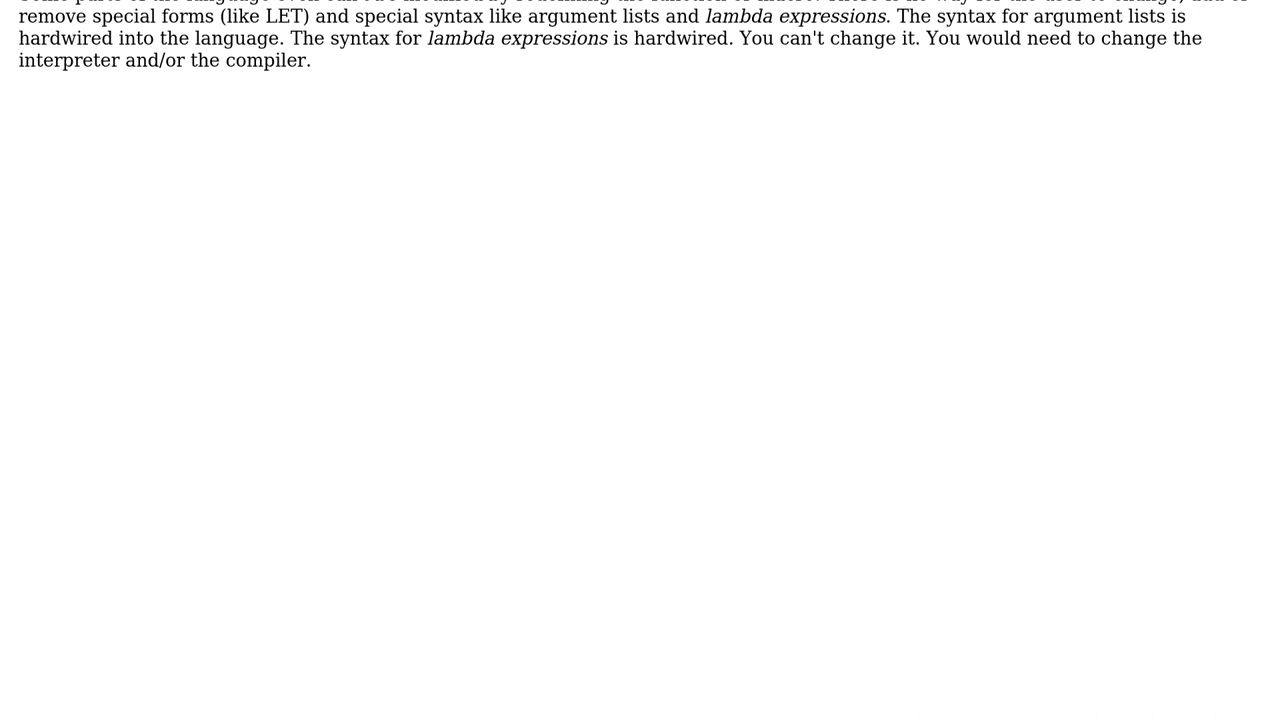 remove special forms (like LET) and special syntax like argument lists and lambda expressions. The syntax for argument lists is
hardwired into the language. The syntax for lambda expressions is hardwired. You can't change it. You would need to change the
interpreter and/or the compiler.